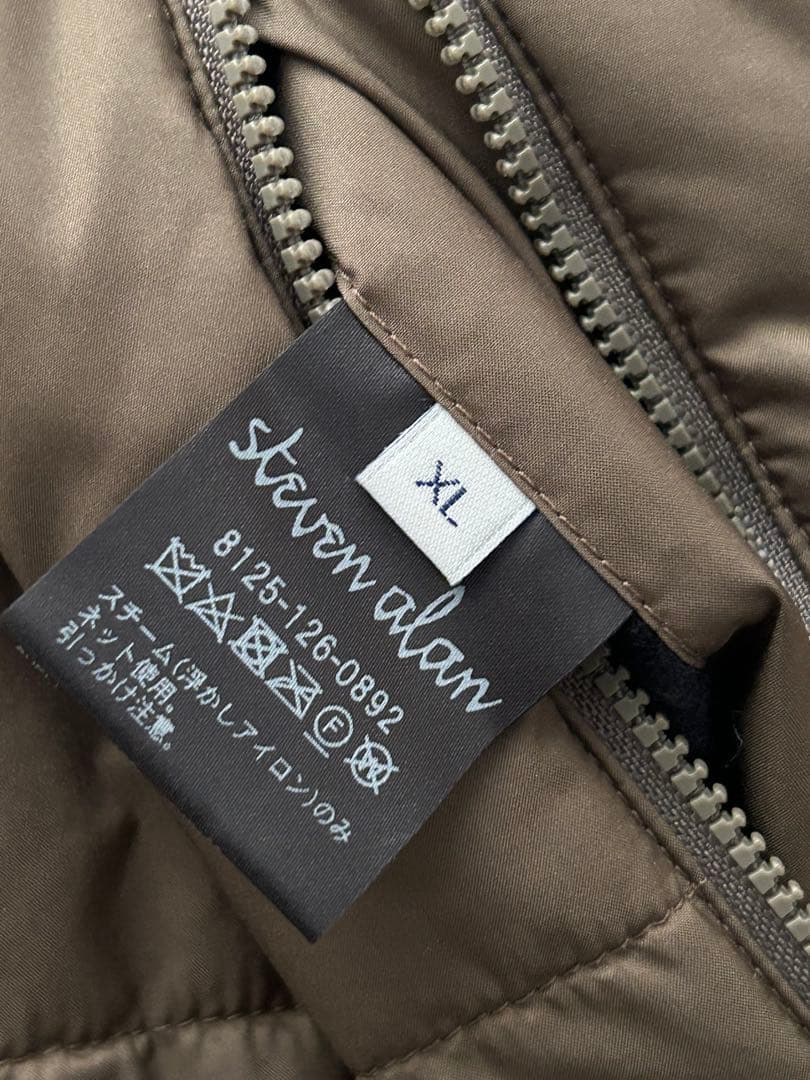 steven alan
XL
8125-126-0892
F W
スチーム(浮かしアイロン)のみ
ネット使用。
引っかけ注意。